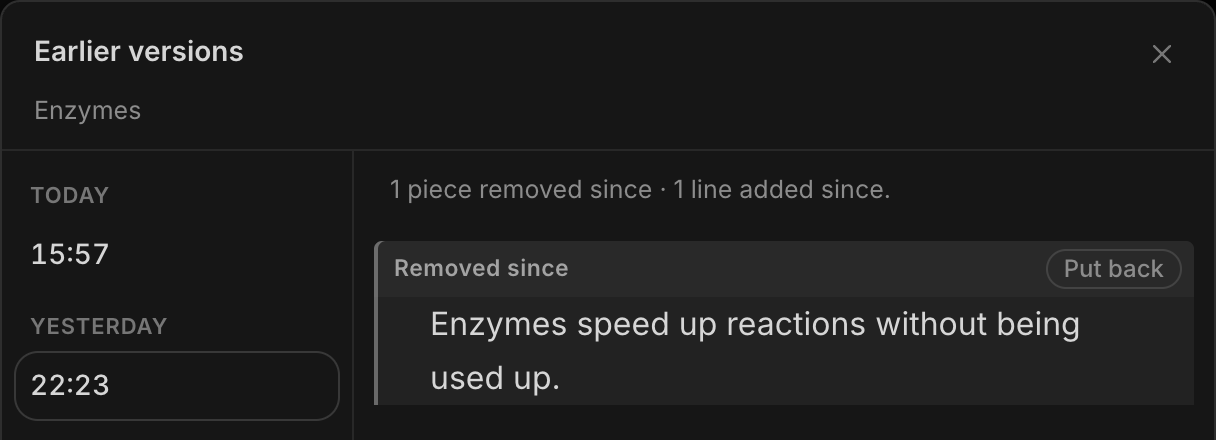 Earlier versions
Enzymes
TODAY
15:57
YESTERDAY
22:23
1 piece removed since · 1 line added since.
Removed since
Put back
Enzymes speed up reactions without being
used up.